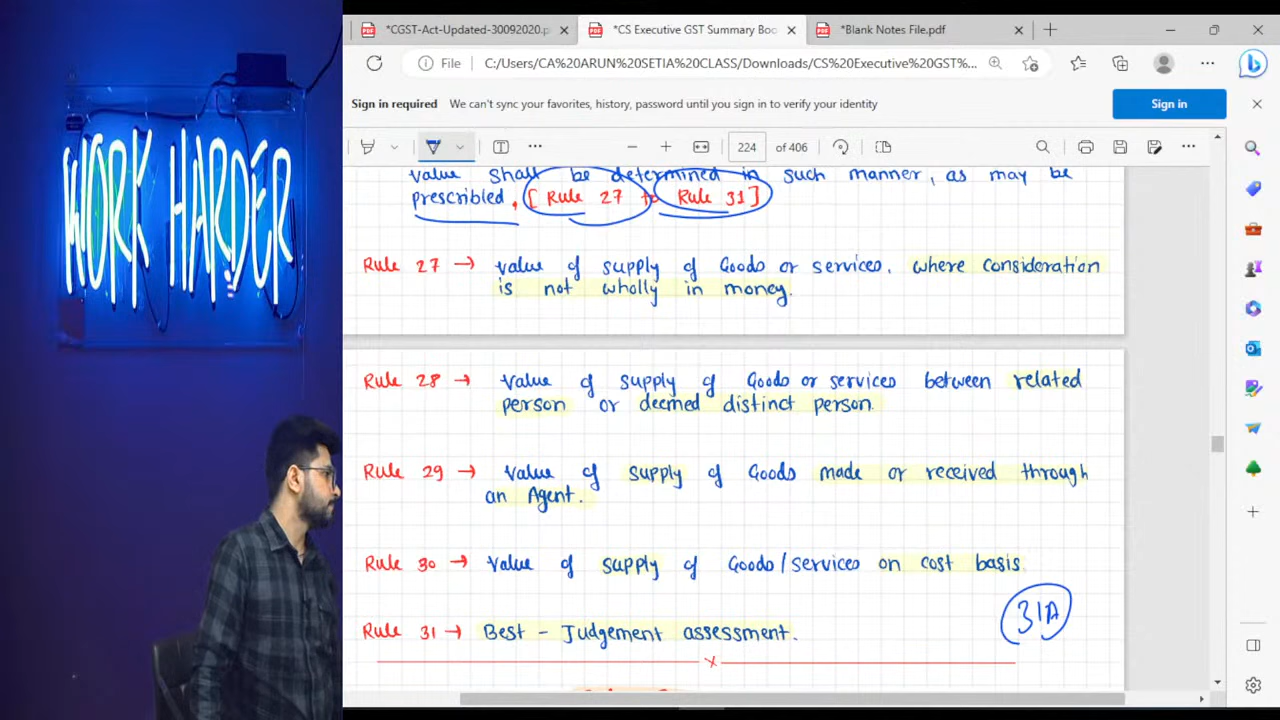 WORK
HARDER
*CGST-Act-Updated-30092020.p
*CS Executive GST Summary Boo
*Blank Notes File.pdf
File
C:/Users/CA%20ARUN%20SETIA%20CLASS/Downloads/CS%20Executive%20GST%...
Sign in required
We can't sync your favorites, history, password until you sign in to verify your identity
Sign in
224 of 406
value shall be determined in such manner, as may be
prescribed, [Rule 27 to Rule 31]
Rule 27 → value of supply of Goods or services, where consideration
is not wholly in money.
Rule 28 → value of supply of Goods or services between related
person or deemed distinct person.
Rule 29 → value of supply of Goods made or received through
an Agent.
Rule 30 → value of supply of Goods/services on cost basis.
31A
Rule 31 → Best - Judgement assessment.
x